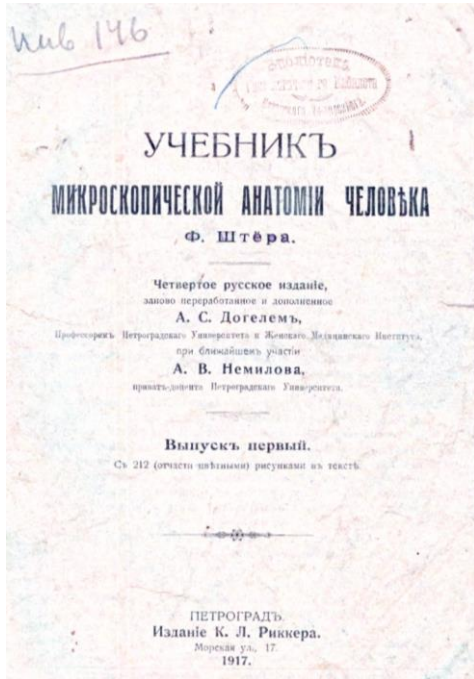 Инв 146
Библіотека
УЧЕБНИКЪ
МИКРОСКОПИЧЕСКОЙ АНАТОМІИ ЧЕЛОВѢКА
Ф. Штёра.
Четвертое русское изданіе,
заново переработанное и дополненное
А. С. Догелемъ,
Профессоромъ Петроградскаго Университета и Женскаго Медицинскаго Института,
при ближайшемъ участіи
А. В. Немилова,
приватъ-доцента Петроградскаго Университета.
Выпускъ первый.
Съ 212 (отчасти цвѣтными) рисунками въ текстѣ.
ПЕТРОГРАДЪ.
Изданіе К. Л. Риккера.
Морская ул., 17.
1917.